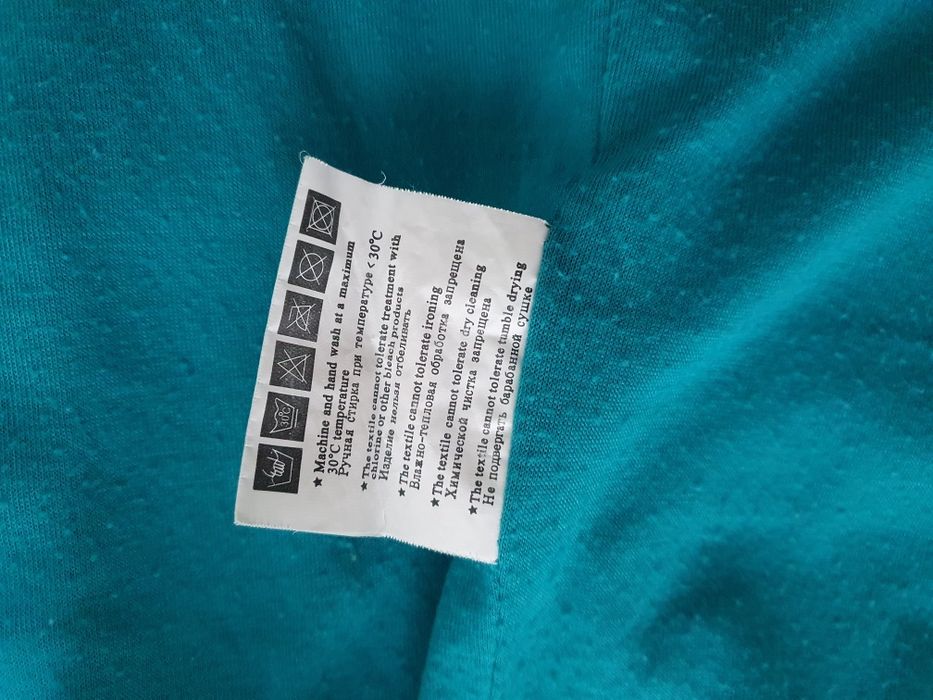 30°C
★ Machine and hand wash at a maximum
30°C temperature
Ручная стирка при температуре < 30°C
★ The textile cannot tolerate treatment with
chlorine or other bleach products
Изделие нельзя отбеливать
★ The textile cannot tolerate ironing
Влажно-тепловая обработка запрещена
★ The textile cannot tolerate dry cleaning
Химической чистка запрещена
★ The textile cannot tolerate tumble drying
Не подвергать барабанной сушке